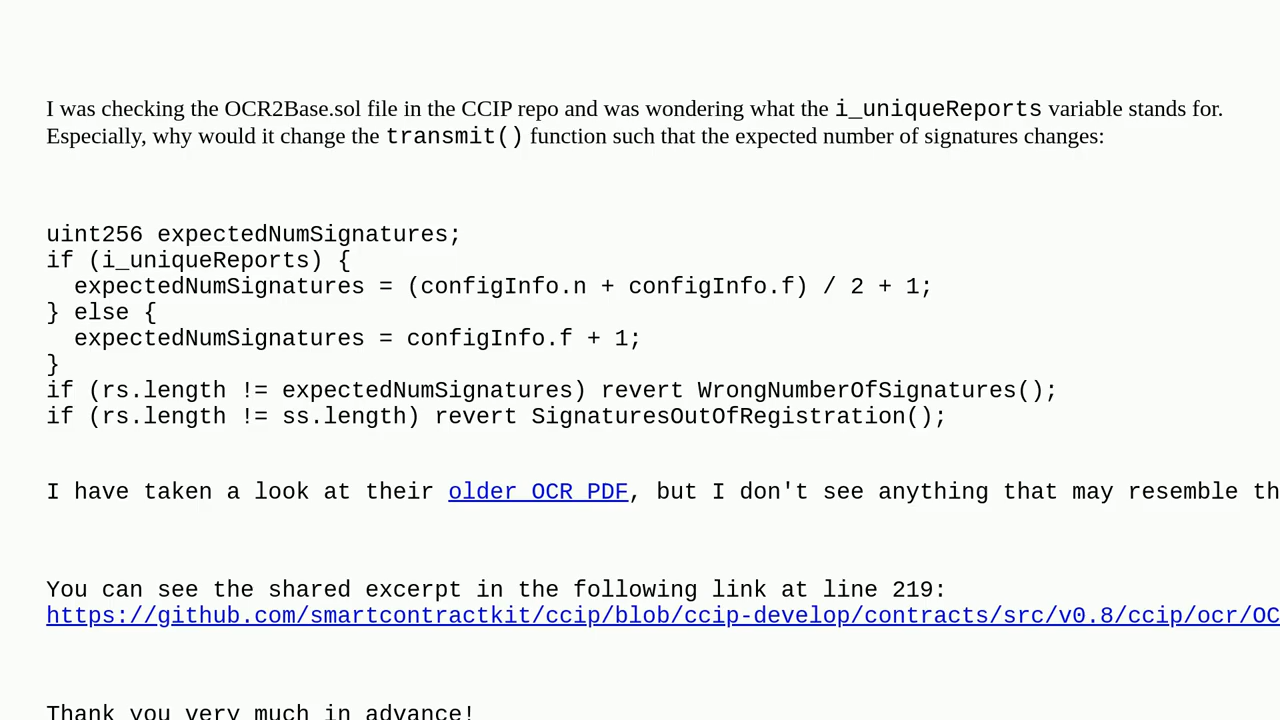 I was checking the OCR2Base.sol file in the CCIP repo and was wondering what the i_uniqueReports variable stands for.
Especially, why would it change the transmit() function such that the expected number of signatures changes:
uint256 expectedNumSignatures;
if (i_uniqueReports) {
  expectedNumSignatures = (configInfo.n + configInfo.f) / 2 + 1;
} else {
  expectedNumSignatures = configInfo.f + 1;
}
if (rs.length != expectedNumSignatures) revert WrongNumberOfSignatures();
if (rs.length != ss.length) revert SignaturesOutOfRegistration();
I have taken a look at their older OCR PDF, but I don't see anything that may resemble th
You can see the shared excerpt in the following link at line 219:
https://github.com/smartcontractkit/ccip/blob/ccip-develop/contracts/src/v0.8/ccip/ocr/OC
Thank you very much in advance!